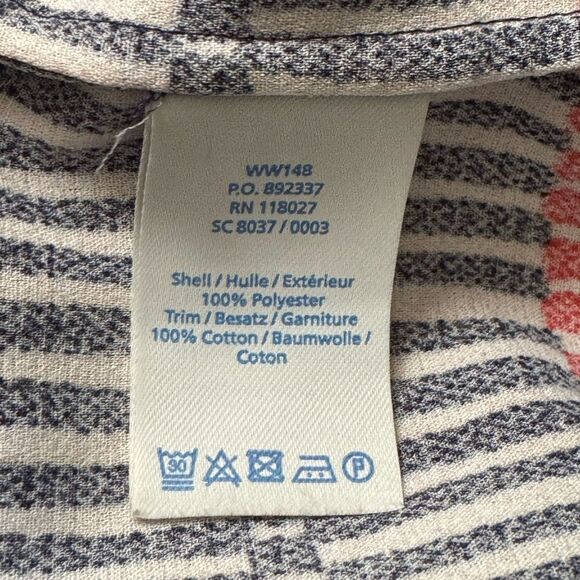 WW148
P.O. 892337
RN 118027
SC 8037 / 0003
Shell / Hulle / Extérieur
100% Polyester
Trim / Besatz / Garniture
100% Cotton / Baumwolle /
Coton
30 P